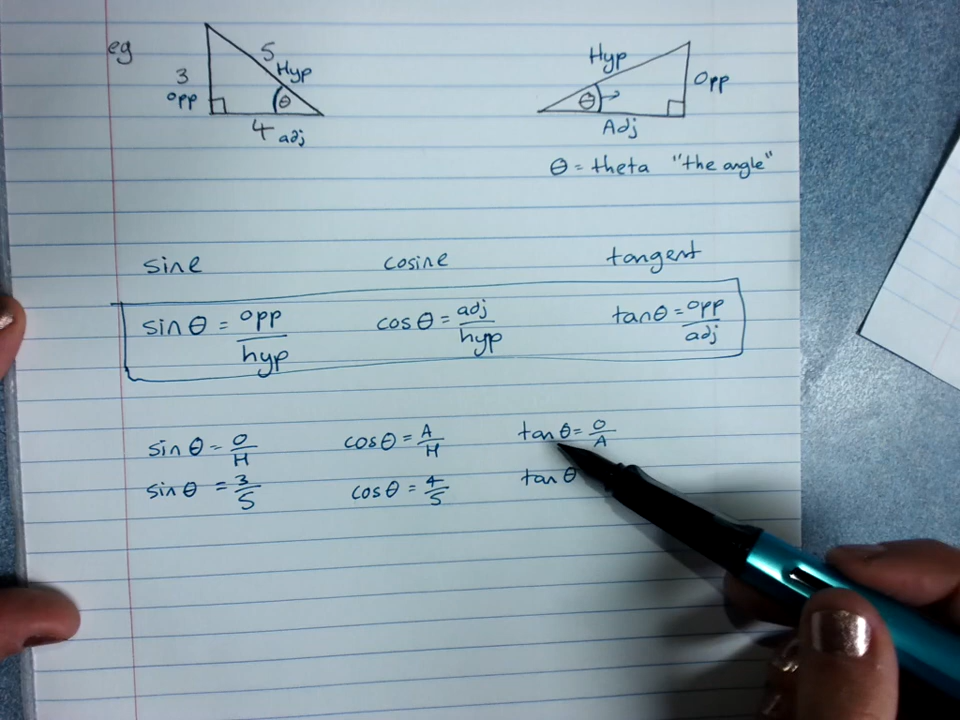 eg
5
Hyp
3
opp
θ
4 adj
Hyp
Opp
θ
Adj
θ = theta "the angle"
sine cosine tangent
sin θ = opp/hyp cos θ = adj/hyp tan θ = opp/adj
sin θ = O/H cos θ = A/H tan θ = O/A
sin θ = 3/5 cos θ = 4/5 tan θ